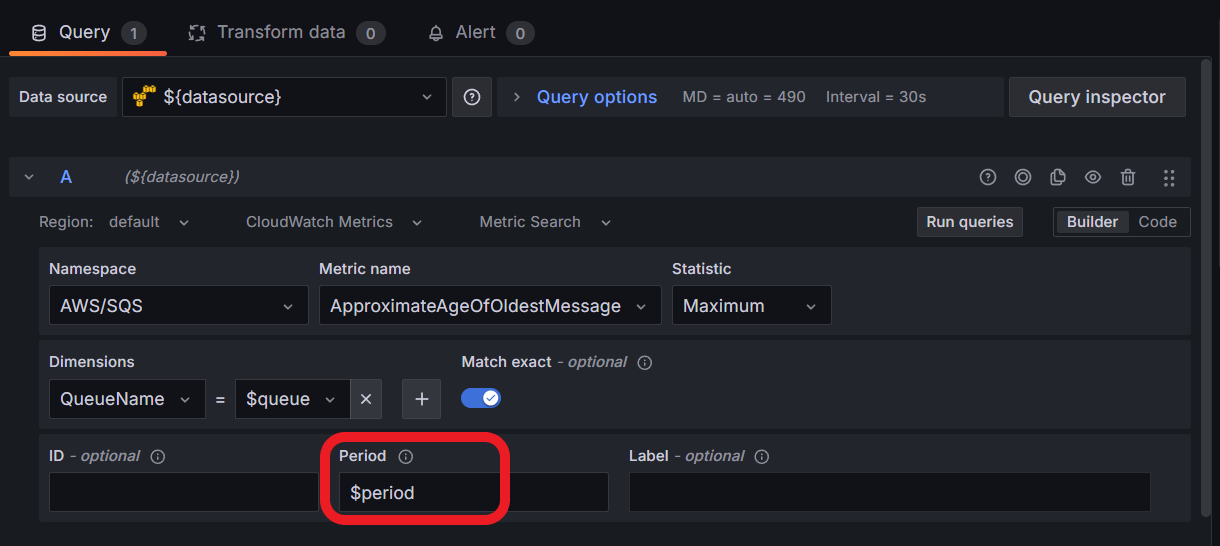 Query 1 Transform data 0 Alert 0
Data source ${datasource} Query options MD = auto = 490 Interval = 30s Query inspector
A (${datasource})
Region: default CloudWatch Metrics Metric Search Run queries Builder Code
Namespace Metric name Statistic
AWS/SQS ApproximateAgeOfOldestMessage Maximum
Dimensions Match exact - optional
QueueName = $queue
ID - optional Period Label - optional
$period